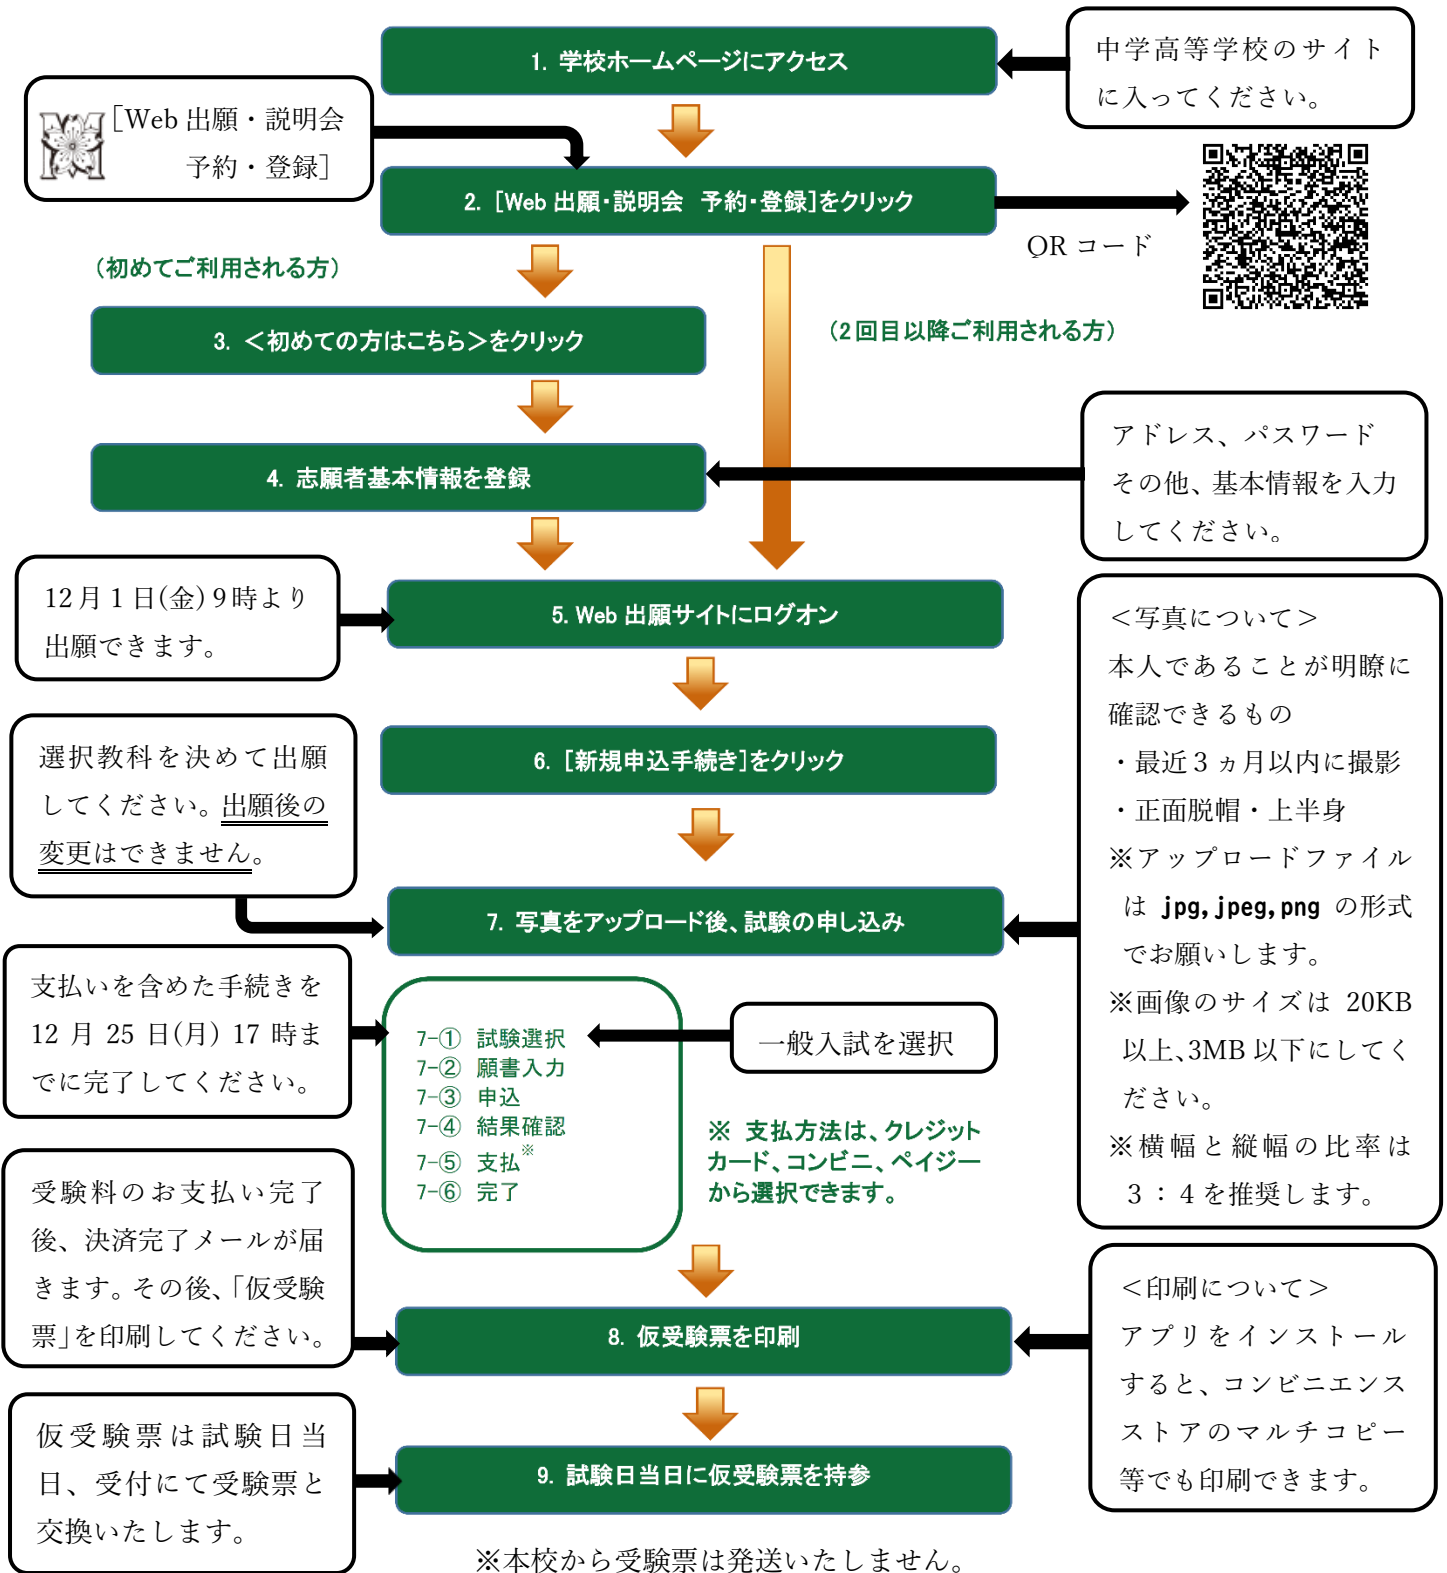 1. 学校ホームページにアクセス
中学高等学校のサイト
に入ってください。
[Web 出願・説明会
予約・登録]
2. [Web 出願・説明会 予約・登録]をクリック
QR コード
(初めてご利用される方)
3. <初めての方はこちら>をクリック
(2回目以降ご利用される方)
4. 志願者基本情報を登録
アドレス、パスワード
その他、基本情報を入力
してください。
12月1日(金)9時より
出願できます。
5. Web 出願サイトにログオン
<写真について>
本人であることが明瞭に
確認できるもの
・最近3ヵ月以内に撮影
・正面脱帽・上半身
※アップロードファイル
は jpg,jpeg,png の形式
でお願いします。
※画像のサイズは 20KB
以上、3MB 以下にしてく
ださい。
※横幅と縦幅の比率は
3：4を推奨します。
6. [新規申込手続き]をクリック
選択教科を決めて出願
してください。出願後の
変更はできません。
7. 写真をアップロード後、試験の申し込み
支払いを含めた手続きを
12 月 25 日(月) 17 時ま
でに完了してください。
7-① 試験選択
7-② 願書入力
7-③ 申込
7-④ 結果確認
7-⑤ 支払※
7-⑥ 完了
一般入試を選択
※ 支払方法は、クレジット
カード、コンビニ、ペイジー
から選択できます。
受験料のお支払い完了
後、決済完了メールが届
きます。その後、「仮受験
票」を印刷してください。
8. 仮受験票を印刷
<印刷について>
アプリをインストール
すると、コンビニエンス
ストアのマルチコピー
等でも印刷できます。
仮受験票は試験日当
日、受付にて受験票と
交換いたします。
9. 試験日当日に仮受験票を持参
※本校から受験票は発送いたしません。